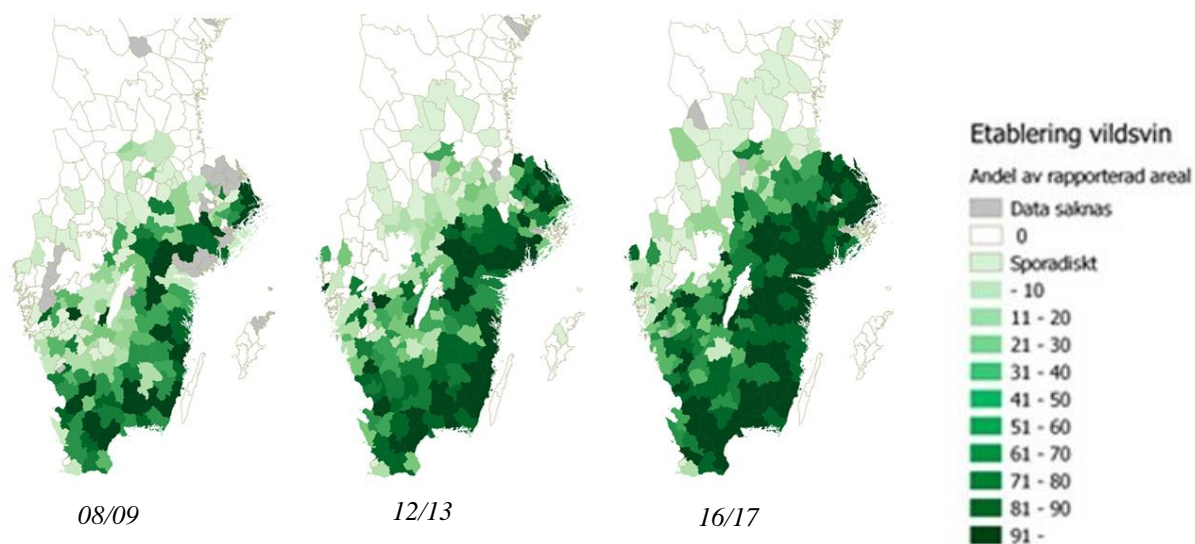 Etablering vildsvin
Andel av rapporterad areal
Data saknas
0
Sporadiskt
- 10
11 - 20
21 - 30
31 - 40
41 - 50
51 - 60
61 - 70
71 - 80
81 - 90
91 -
08/09
12/13
16/17